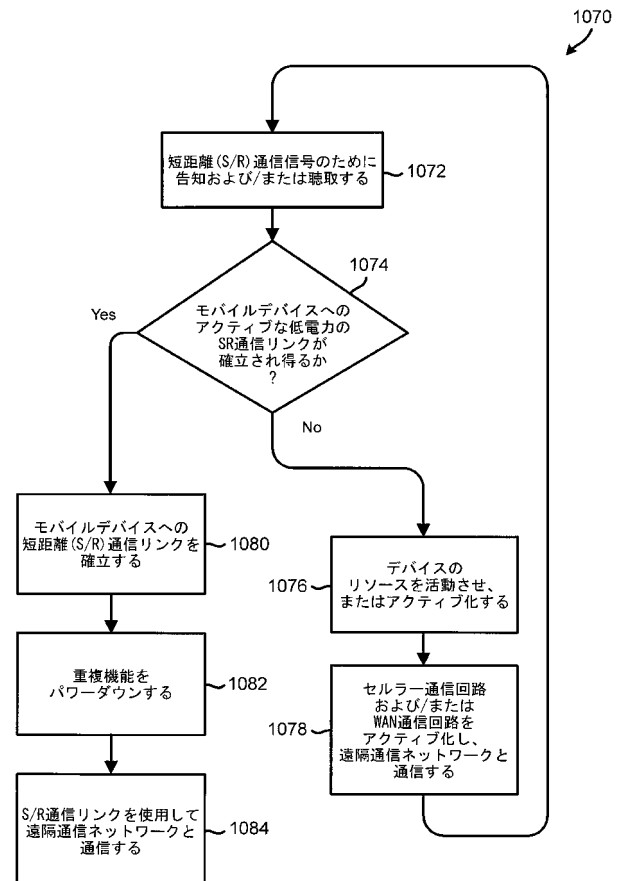 1070
短距離(S/R)通信信号のために
告知および/または聴取する
1072
1074
モバイルデバイスへの
アクティブな低電力の
SR通信リンクが
確立され得るか
?
Yes
No
モバイルデバイスへの
短距離(S/R)通信リンクを
確立する
1080
デバイスの
リソースを活動させ、
またはアクティブ化する
1076
重複機能を
パワーダウンする
1082
セルラー通信回路
および/または
WAN通信回路を
アクティブ化し、
遠隔通信ネットワークと
通信する
1078
S/R通信リンクを使用して
遠隔通信ネットワークと
通信する
1084